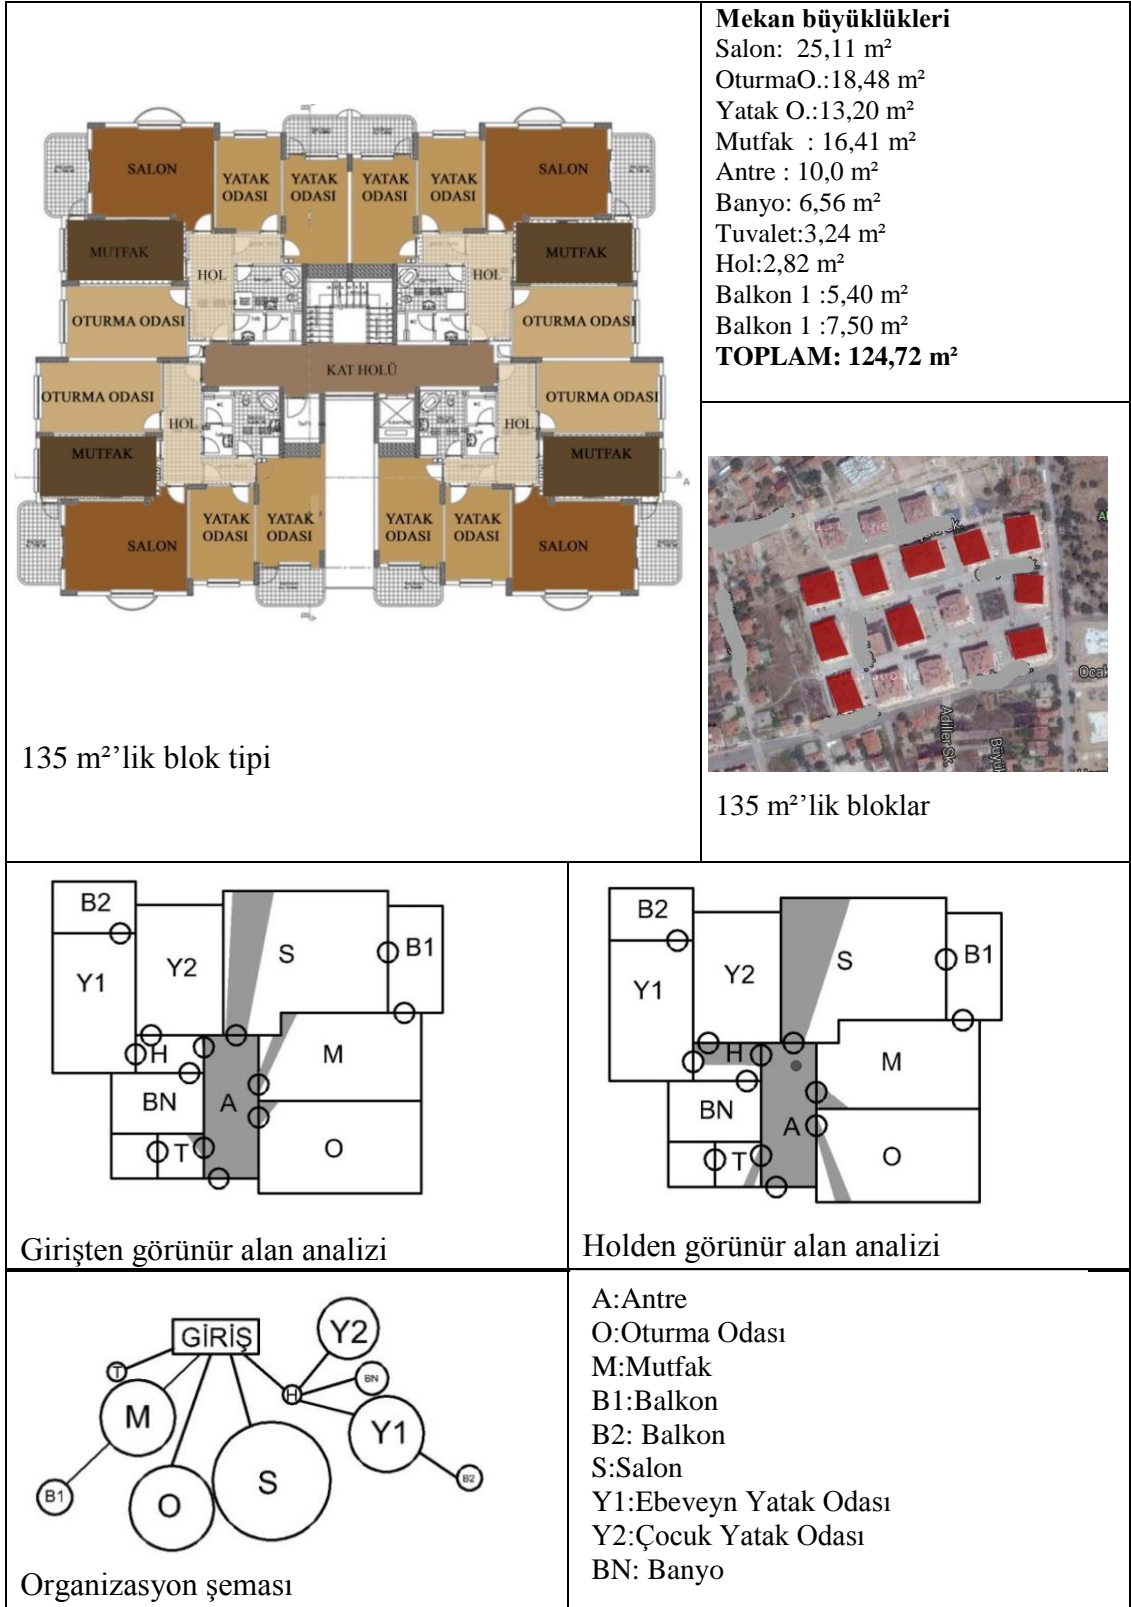 SALON
YATAK
ODASI
YATAK
ODASI
YATAK
ODASI
YATAK
ODASI
SALON
MUTFAK
HOL
HOL
MUTFAK
OTURMA ODASI
OTURMA ODASI
KAT HOLÜ
OTURMA ODASI
OTURMA ODASI
HOL
HOL
MUTFAK
MUTFAK
A
SALON
YATAK
ODASI
YATAK
ODASI
YATAK
ODASI
YATAK
ODASI
SALON
135 m²’lik blok tipi
Mekan büyüklükleri
Salon: 25,11 m²
OturmaO.:18,48 m²
Yatak O.:13,20 m²
Mutfak : 16,41 m²
Antre : 10,0 m²
Banyo: 6,56 m²
Tuvalet:3,24 m²
Hol:2,82 m²
Balkon 1 :5,40 m²
Balkon 1 :7,50 m²
TOPLAM: 124,72 m²
Ocak
Adiller Sk.
Büyük
135 m²’lik bloklar
B2
Y1
Y2
S
B1
H
M
BN
A
T
O
Girişten görünür alan analizi
B2
Y1
Y2
S
B1
H
M
BN
A
T
O
Holden görünür alan analizi
GİRİŞ
Y2
T
BN
H
M
Y1
S
B2
B1
O
Organizasyon şeması
A:Antre
O:Oturma Odası
M:Mutfak
B1:Balkon
B2: Balkon
S:Salon
Y1:Ebeveyn Yatak Odası
Y2:Çocuk Yatak Odası
BN: Banyo